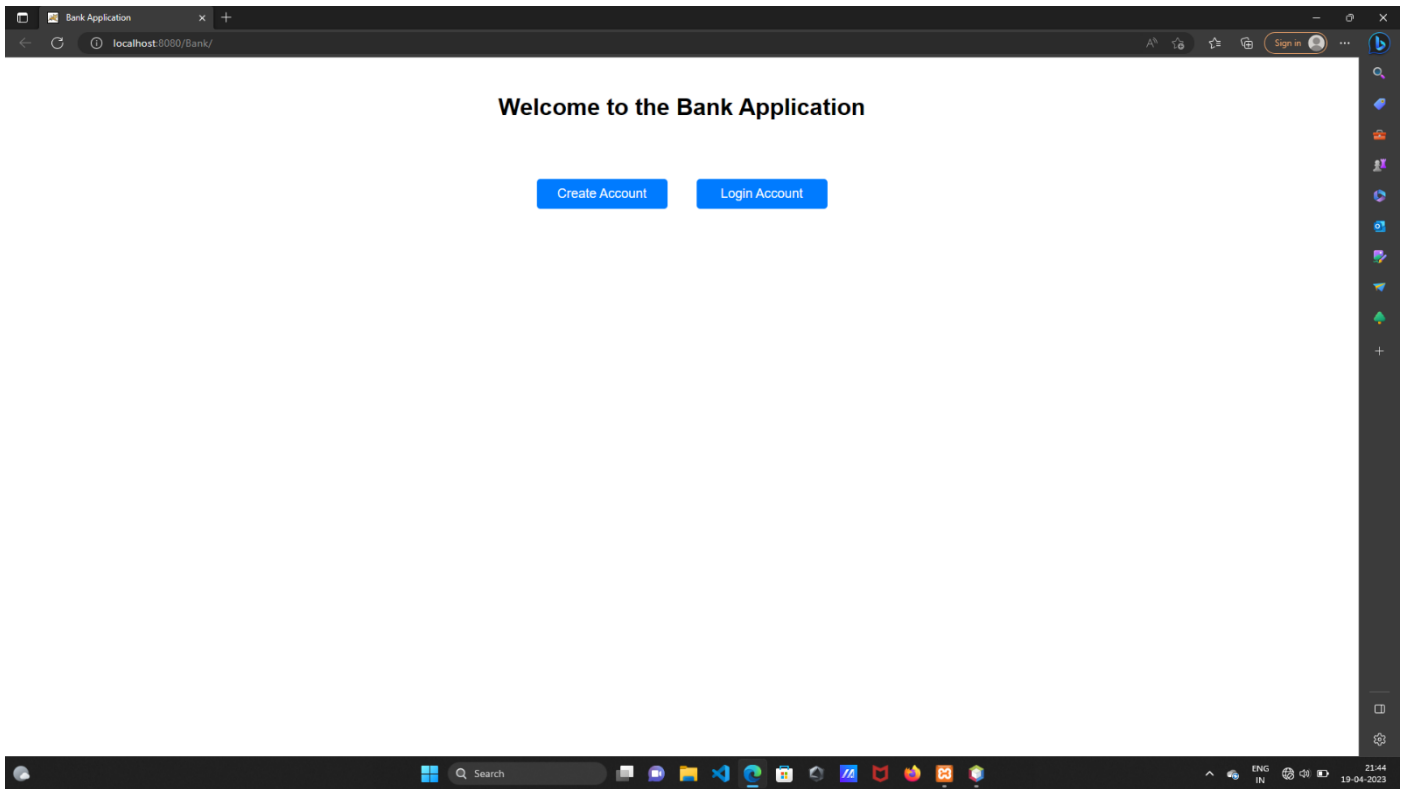 Bank Application
localhost:8080/Bank/
Sign in
Welcome to the Bank Application
Create Account
Login Account
Search
ENG
IN
21:44
19-04-2023